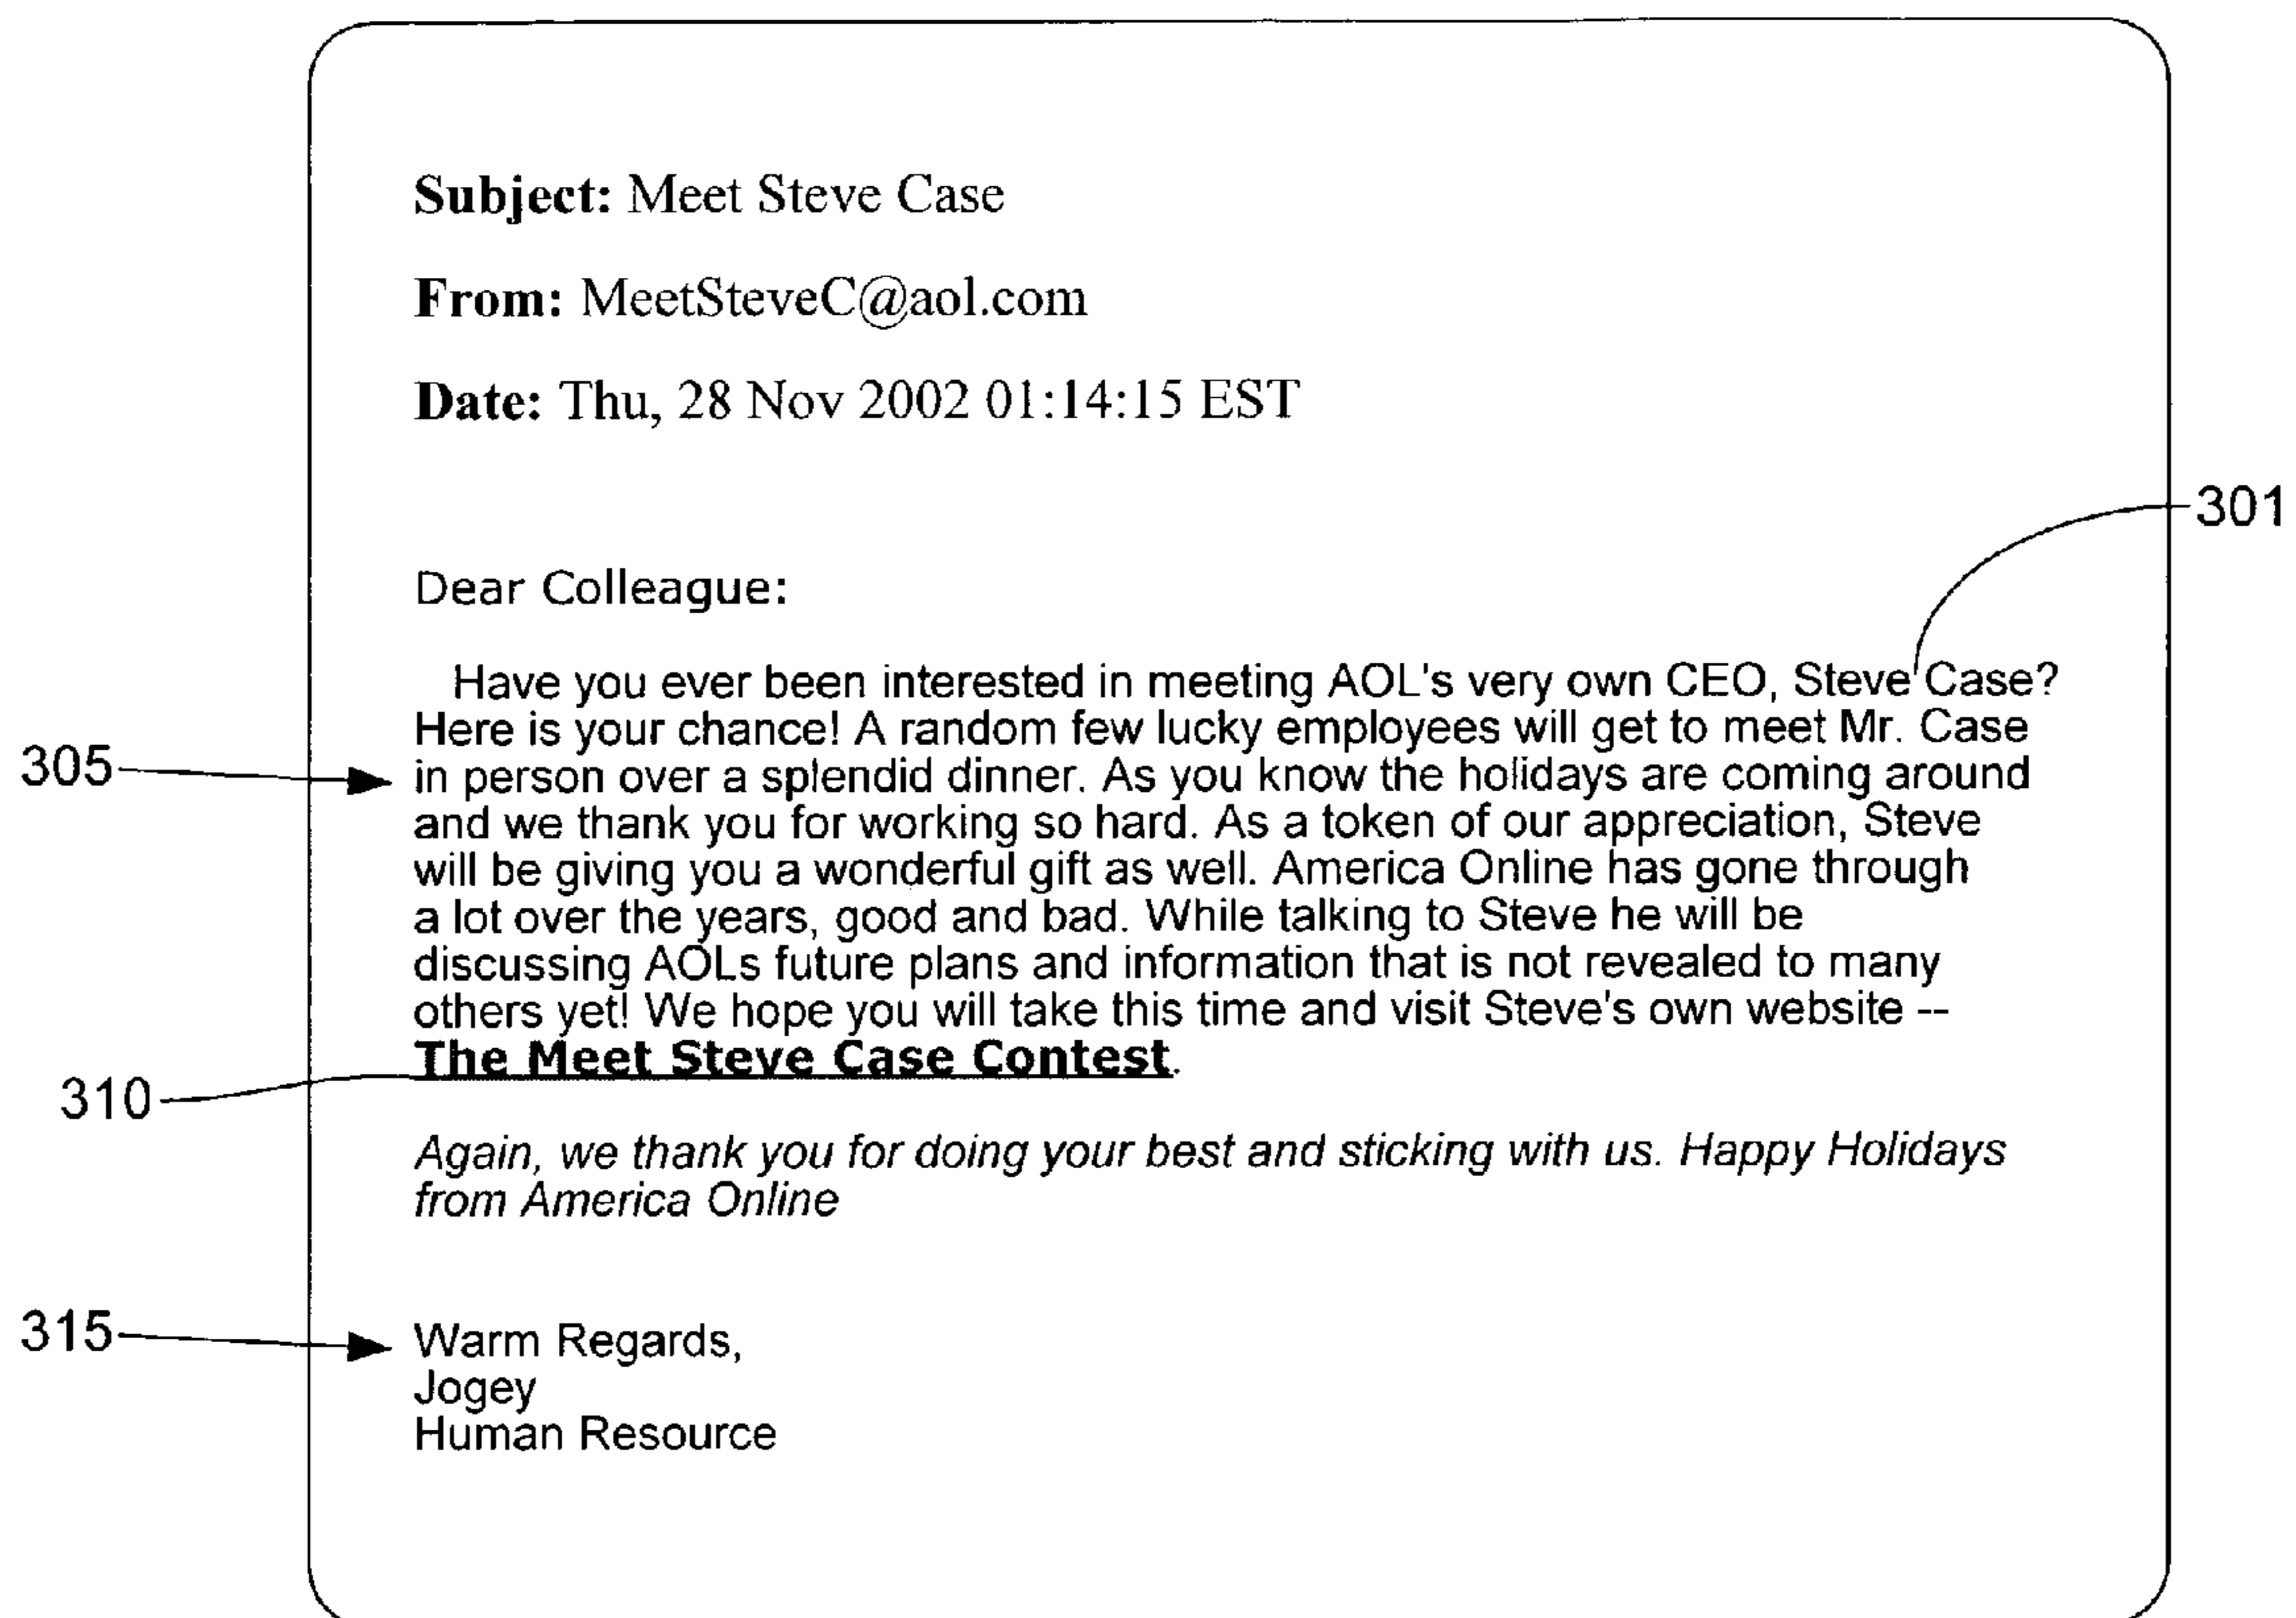 Subject: Meet Steve Case
From: MeetSteveC@aol.com
Date: Thu, 28 Nov 2002 01:14:15 EST
301
Dear Colleague:
Have you ever been interested in meeting AOL's very own CEO, Steve Case?
Here is your chance! A random few lucky employees will get to meet Mr. Case
305 in person over a splendid dinner. As you know the holidays are coming around
and we thank you for working so hard. As a token of our appreciation, Steve
will be giving you a wonderful gift as well. America Online has gone through
a lot over the years, good and bad. While talking to Steve he will be
discussing AOLs future plans and information that is not revealed to many
others yet! We hope you will take this time and visit Steve's own website --
The Meet Steve Case Contest.
310
Again, we thank you for doing your best and sticking with us. Happy Holidays
from America Online
315 Warm Regards,
Jogey
Human Resource